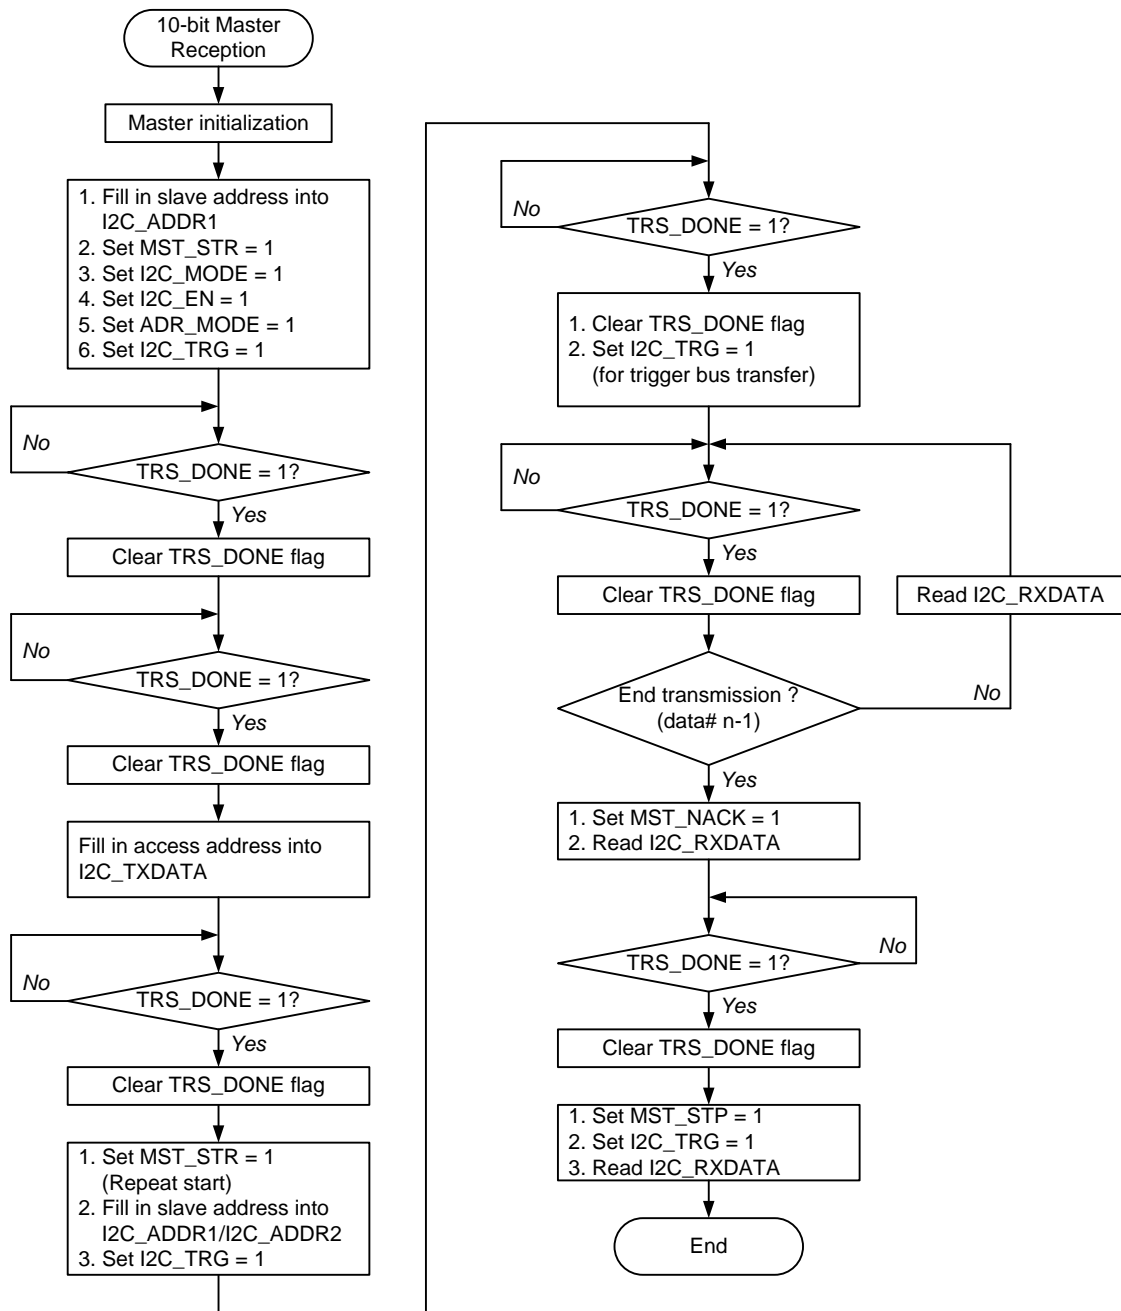 10-bit Master
Reception
Master initialization
1. Fill in slave address into
I2C_ADDR1
2. Set MST_STR = 1
3. Set I2C_MODE = 1
4. Set I2C_EN = 1
5. Set ADR_MODE = 1
6. Set I2C_TRG = 1
No
TRS_DONE = 1?
Yes
Clear TRS_DONE flag
No
TRS_DONE = 1?
Yes
Clear TRS_DONE flag
Fill in access address into
I2C_TXDATA
No
TRS_DONE = 1?
Yes
Clear TRS_DONE flag
1. Set MST_STR = 1
(Repeat start)
2. Fill in slave address into
I2C_ADDR1/I2C_ADDR2
3. Set I2C_TRG = 1
No
TRS_DONE = 1?
Yes
1. Clear TRS_DONE flag
2. Set I2C_TRG = 1
(for trigger bus transfer)
No
TRS_DONE = 1?
Yes
Clear TRS_DONE flag
Read I2C_RXDATA
End transmission ?
(data# n-1)
No
Yes
1. Set MST_NACK = 1
2. Read I2C_RXDATA
TRS_DONE = 1?
No
Yes
Clear TRS_DONE flag
1. Set MST_STP = 1
2. Set I2C_TRG = 1
3. Read I2C_RXDATA
End